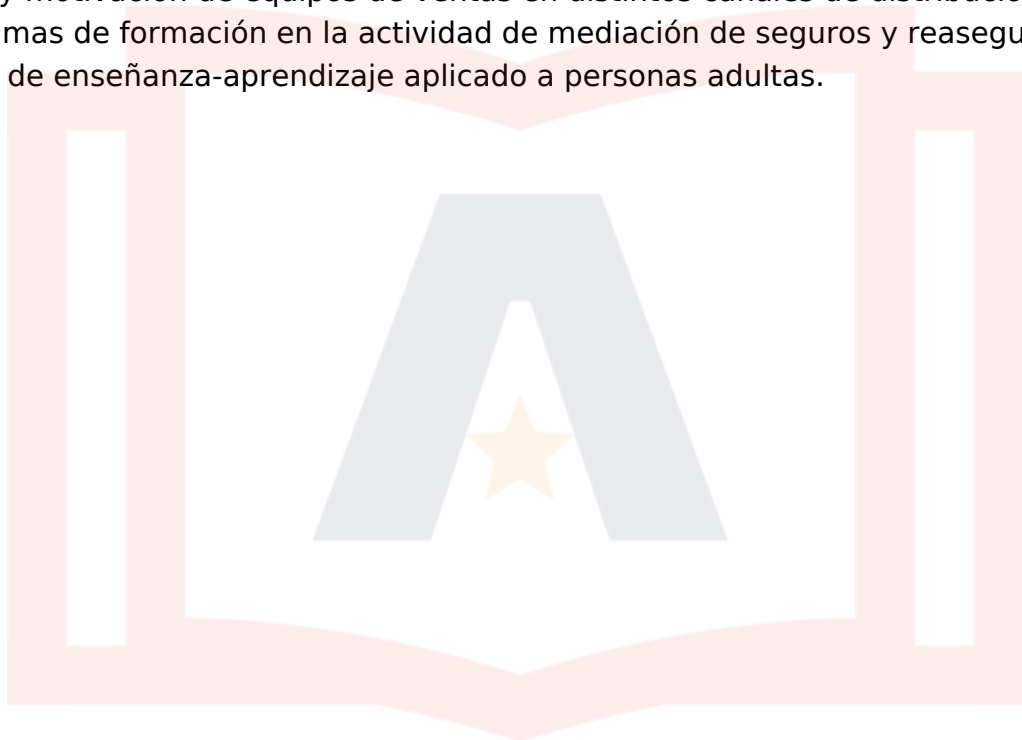 y motivación de equipos de ventas en distintos canales de
mas de formación en la actividad de mediación de seguros y
de enseñanza-aprendizaje aplicado a personas adultas.